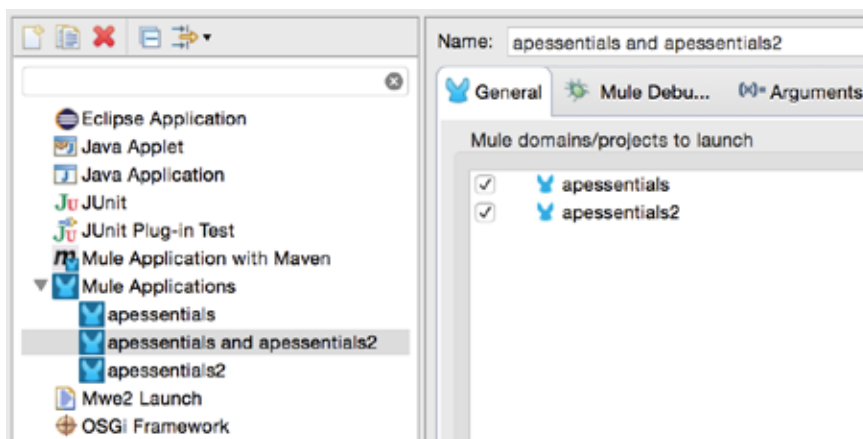 Name: apessentials and apessentials2
General Mule Debu... (x)= Arguments
Mule domains/projects to launch
apessentials
apessentials2
Eclipse Application
Java Applet
Java Application
Ju JUnit
JUnit Plug-in Test
Mule Application with Maven
Mule Applications
apessentials
apessentials and apessentials2
apessentials2
Mwe2 Launch
OSGi Framework